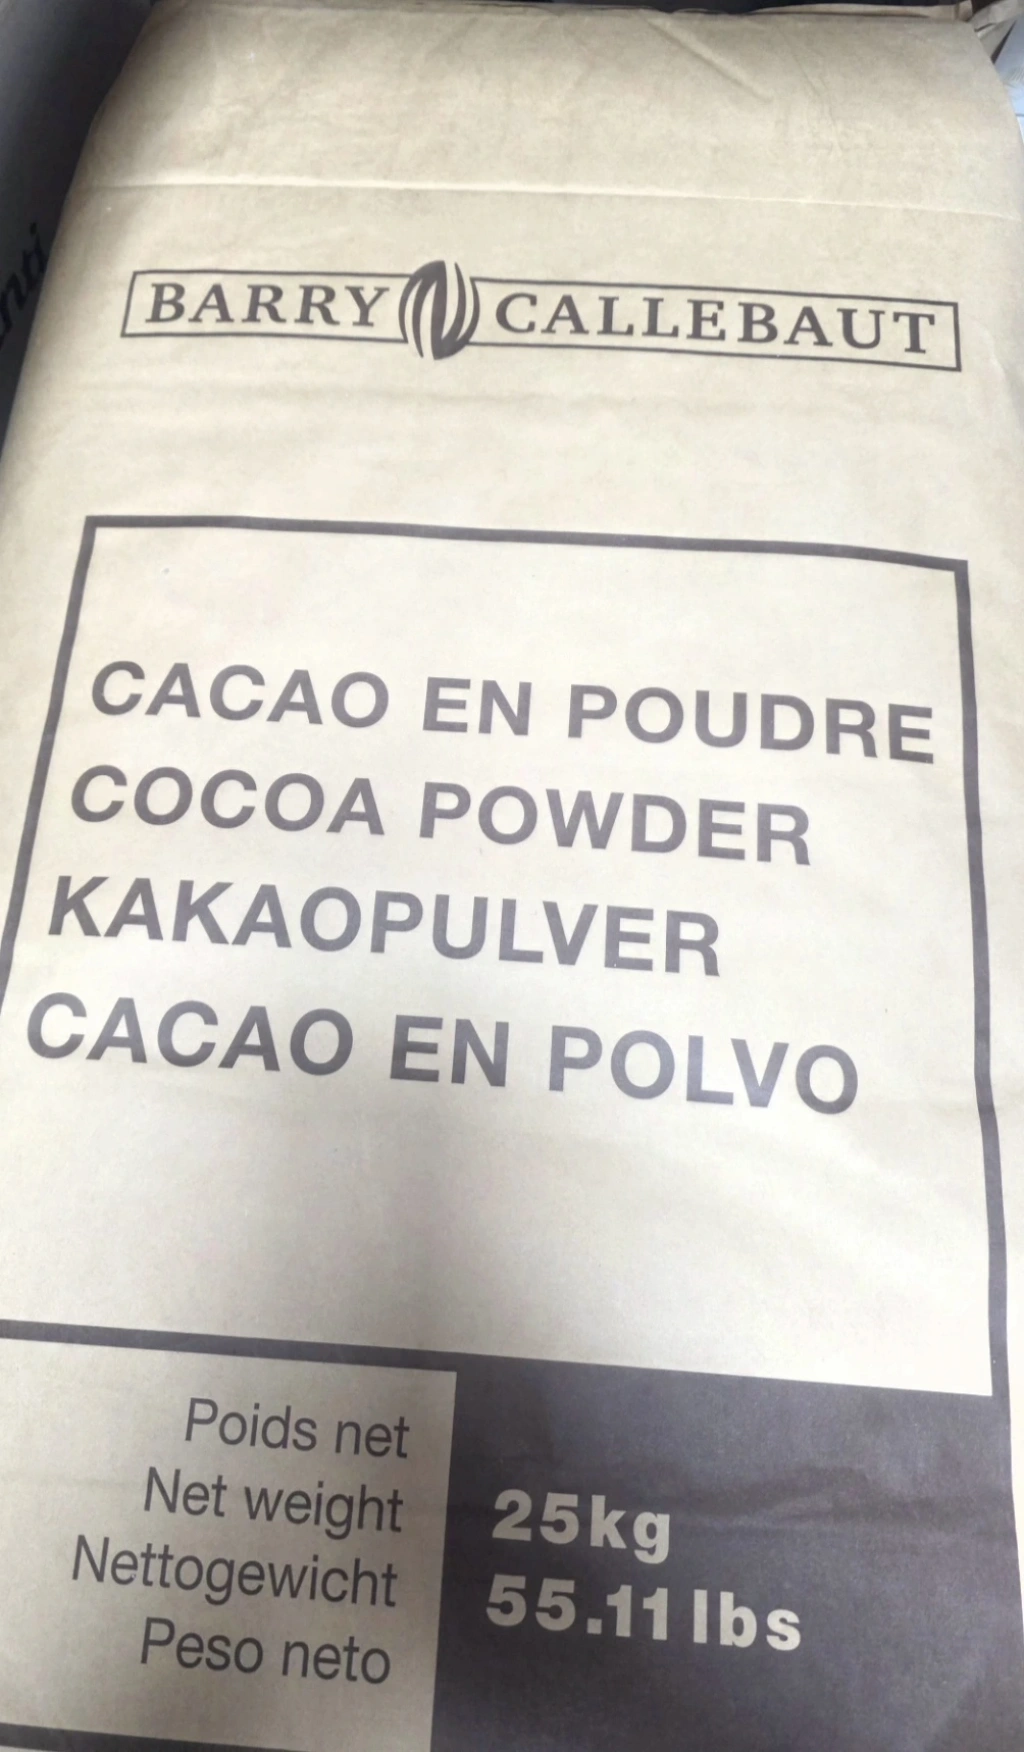 BARRY CALLEBAUT
CACAO EN POUDRE
COCOA POWDER
KAKAOPULVER
CACAO EN POLVO
Poids net
Net weight
Nettogewicht
Peso neto
25kg
55.11 lbs